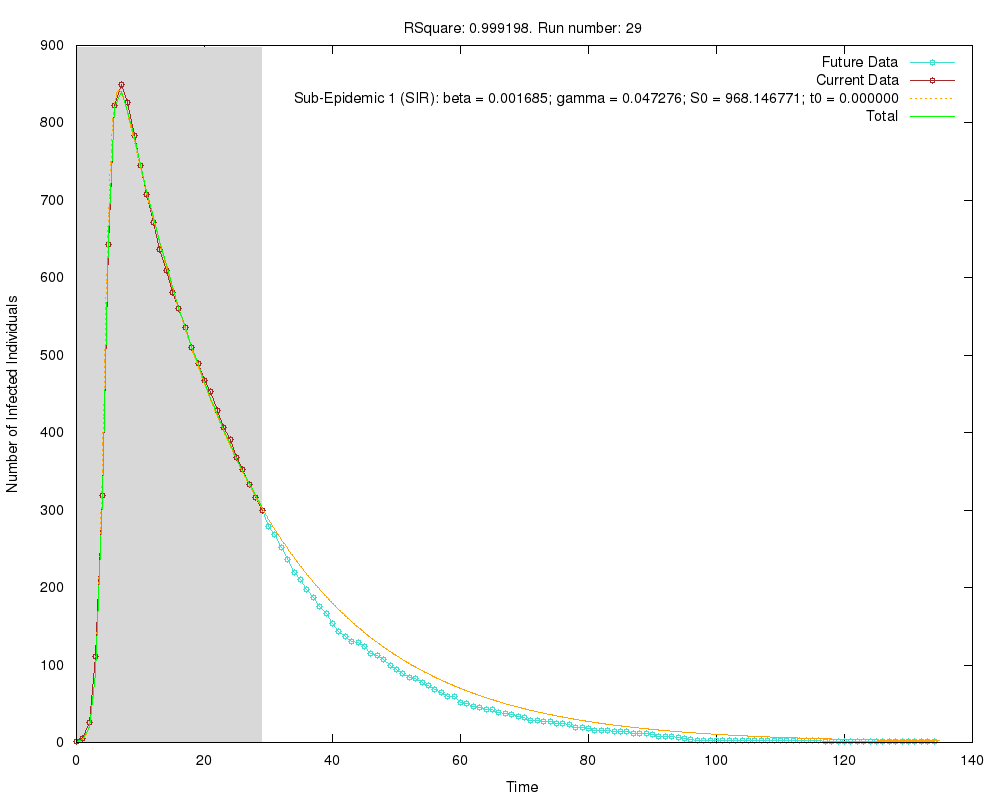 RSquare: 0.999198. Run number: 29
Future Data
Current Data
Sub-Epidemic 1 (SIR): beta = 0.001685; gamma = 0.047276; S0 = 968.146771; t0 = 0.000000
Total
Number of Infected Individuals
900
800
700
600
500
400
300
200
100
0
0 20 40 60 80 100 120 140
Time